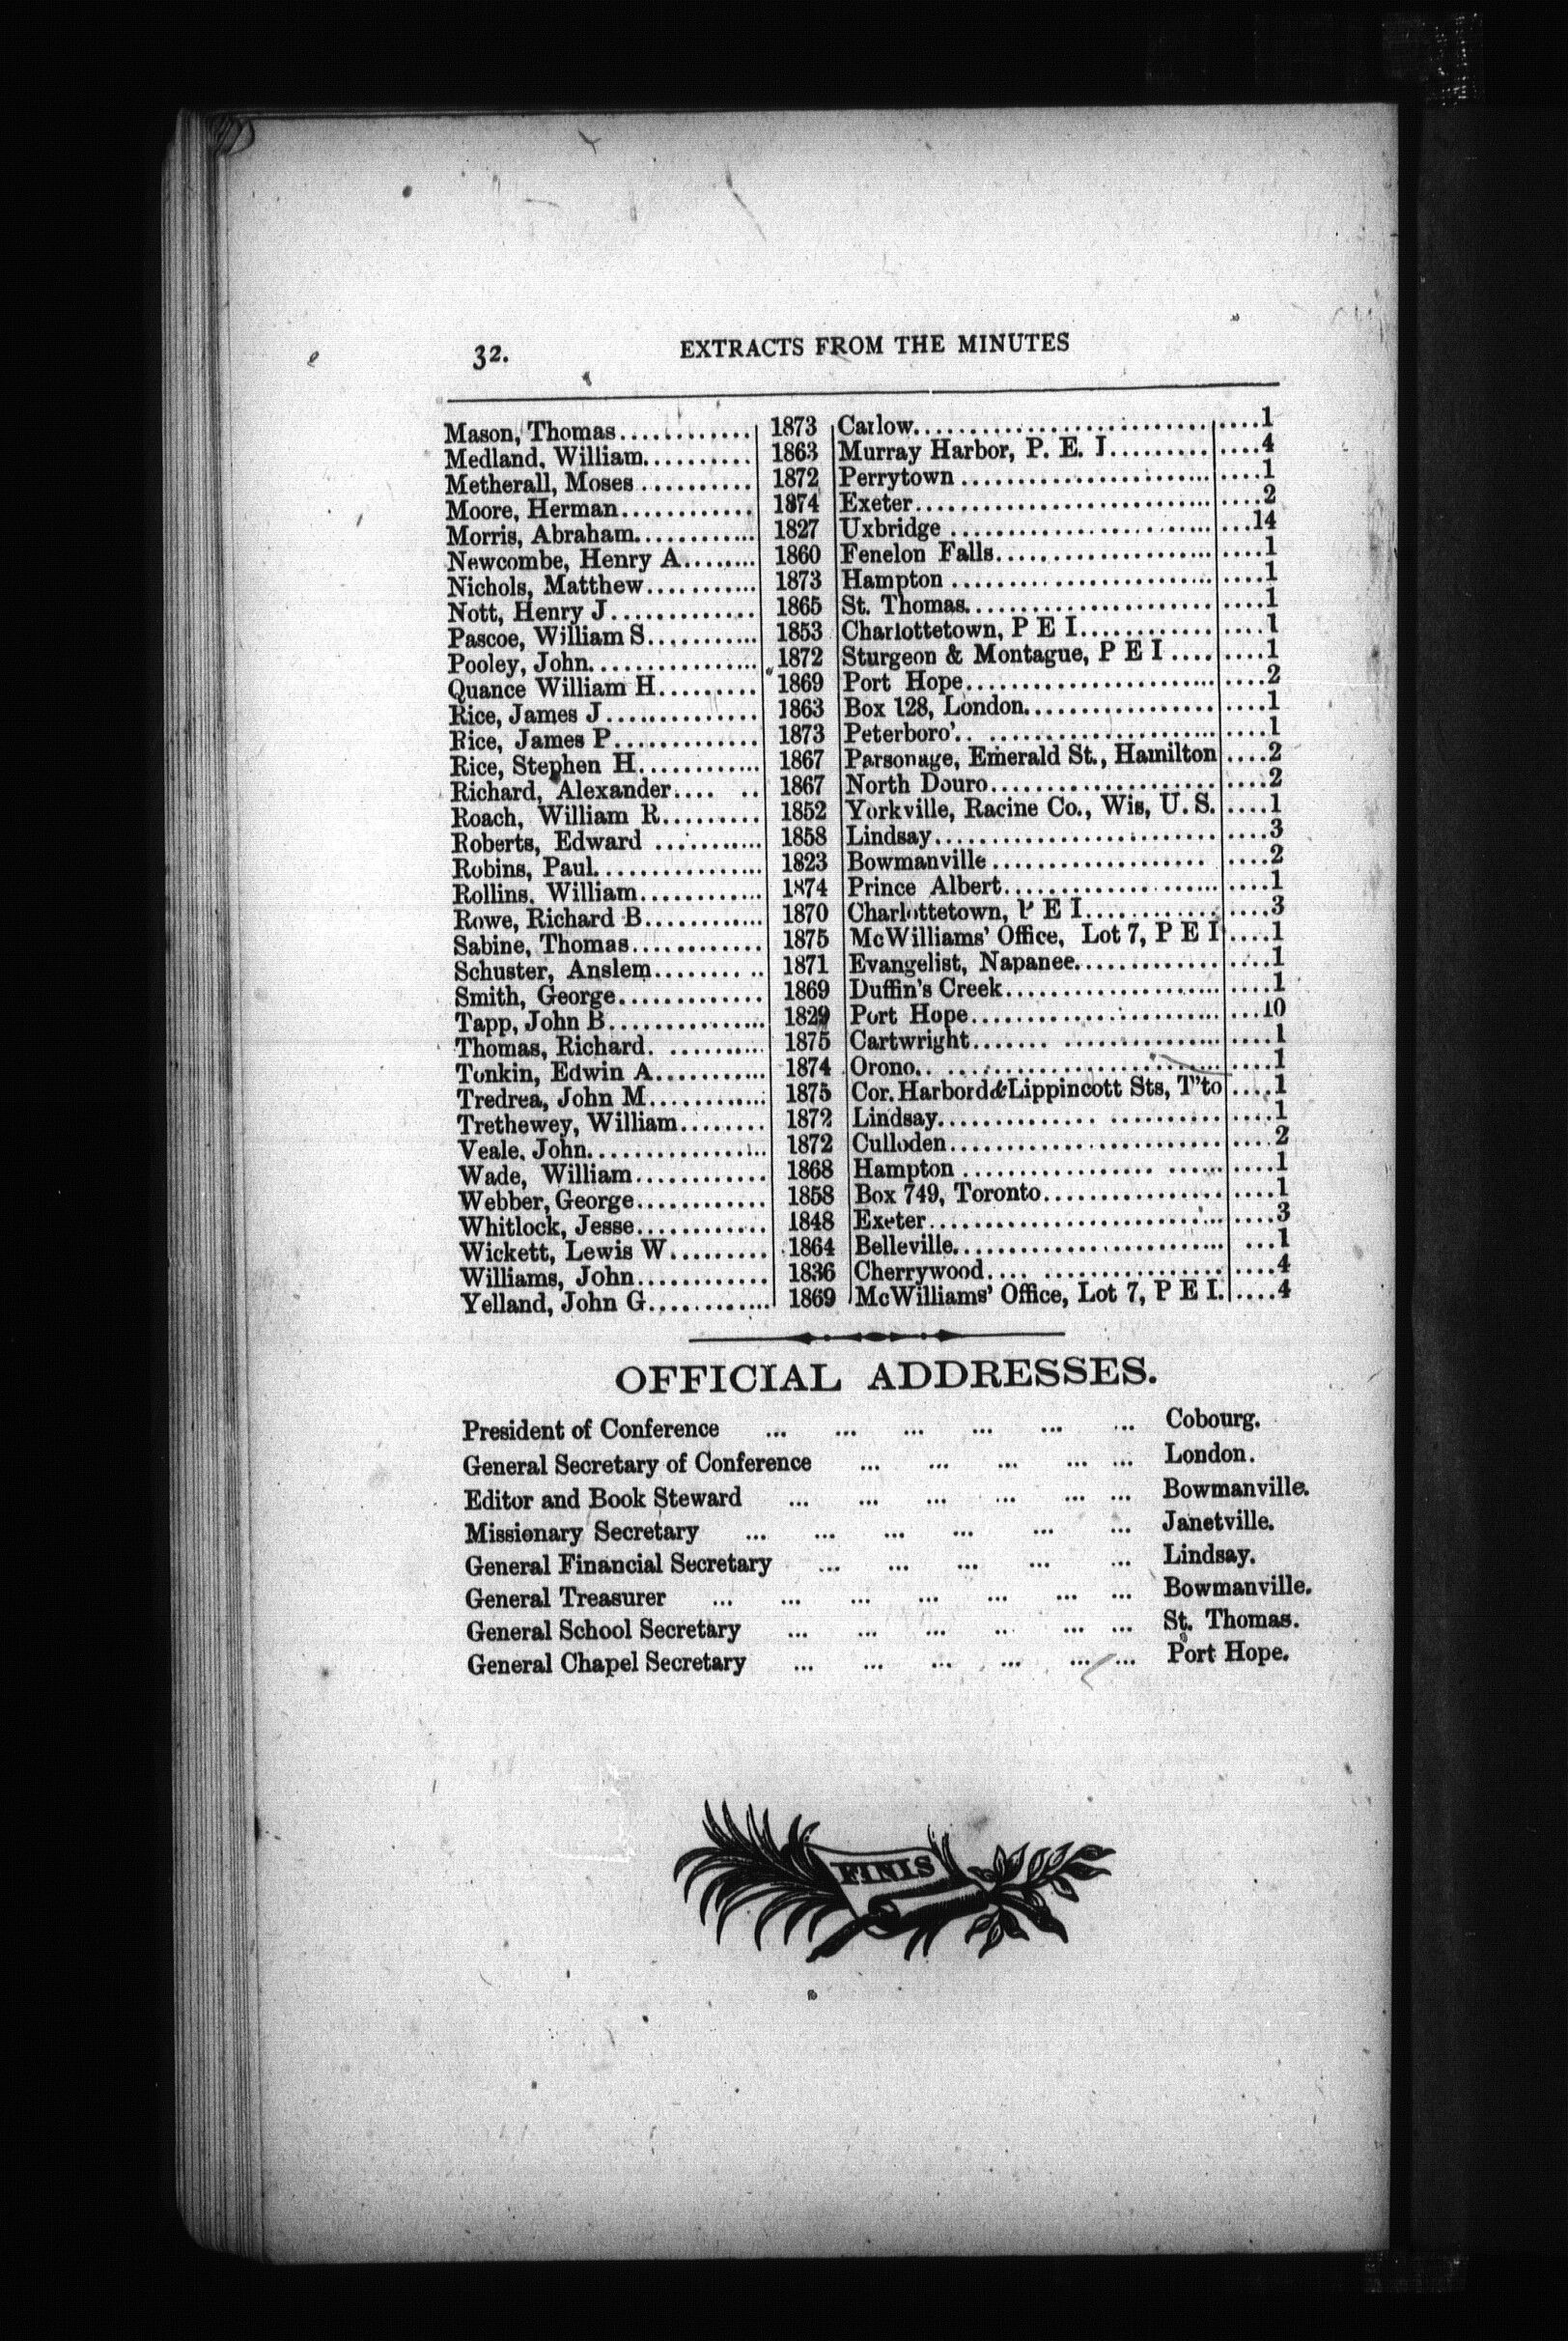 32. EXTRACTS FROM THE MINUTES
Mason, Thomas............ 1873 Carlow.............................1
Medland, William.......... 1863 Murray Harbor, P. E. I.............4
Metherall, Moses .......... 1872 Perrytown .........................1
Moore, Herman............ 1874 Exeter.............................2
Morris, Abraham............ 1827 Uxbridge ..........................14
Newcombe, Henry A........ 1860 Fenelon Falls......................1
Nichols, Matthew........... 1873 Hampton ...........................1
Nott, Henry J............. 1865 St. Thomas.........................1
Pascoe, William S........... 1853 Charlottetown, P E I...............1
Pooley, John............... 1872 Sturgeon & Montague, P E I ........1
Quance William H......... 1869 Port Hope..........................2
Rice, James J.............. 1863 Box 128, London....................1
Rice, James P............. 1873 Peterboro'.. ......................1
Rice, Stephen H............ 1867 Parsonage, Emerald St., Hamilton ....2
Richard, Alexander.... .. 1867 North Douro........................2
Roach, William R......... 1852 Yorkville, Racine Co., Wis, U. S. ....1
Roberts, Edward ........... 1858 Lindsay............................3
Robins, Paul............... 1823 Bowmanville .................... ....2
Rollins, William............ 1874 Prince Albert......................1
Rowe, Richard B............ 1870 Charlottetown, P E I...............3
Sabine, Thomas............ 1875 McWilliams' Office, Lot 7, P E I ....1
Schuster, Anslem........ .. 1871 Evangelist, Napanee................1
Smith, George............. 1869 Duffin's Creek.....................1
Tapp, John B............... 1829 Port Hope..........................10
Thomas, Richard. .......... 1875 Cartwright....... .................1
Tonkin, Edwin A........... 1874 Orono.. ...........................1
Tredrea, John M............ 1875 Cor. Harbord & Lippincott Sts, T'to ....1
Trethewey, William........ 1872 Lindsay.............. .............1
Veale, John................ 1872 Culloden...........................2
Wade, William............ 1868 Hampton ................. .........1
Webber, George............ 1858 Box 749, Toronto...................1
Whitlock, Jesse............ 1848 Exeter.............................3
Wickett, Lewis W......... 1864 Belleville.........................1
Williams, John............ 1836 Cherrywood.... ....................4
Yelland, John G............ 1869 McWilliams' Office, Lot 7, P E I. ....4
OFFICIAL ADDRESSES.
President of Conference ... ... ... ... ... ... Cobourg.
General Secretary of Conference ... ... ... ... ... London.
Editor and Book Steward ... ... ... ... ... ... Bowmanville.
Missionary Secretary ... ... ... ... ... ... Janetville.
General Financial Secretary ... ... ... ... ... Lindsay.
General Treasurer ... ... ... ... ... ... ... Bowmanville.
General School Secretary ... ... ... ... ... ... St. Thomas.
General Chapel Secretary ... ... ... ... ... ... Port Hope.
FINIS